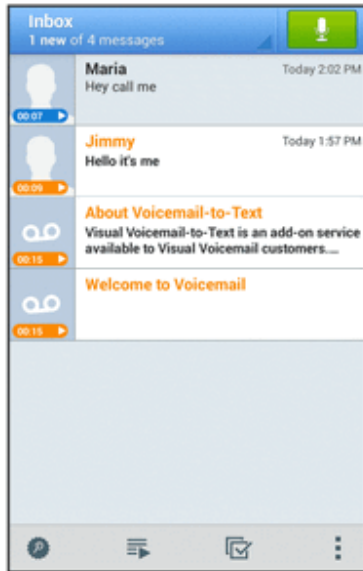 Inbox
1 new of 4 messages
Maria
Today 2:02 PM
Hey call me
00:07
Jimmy
Today 1:57 PM
Hello it's me
00:09
About Voicemail-to-Text
Visual Voicemail-to-Text is an add-on service
available to Visual Voicemail customers....
00:15
Welcome to Voicemail
00:15